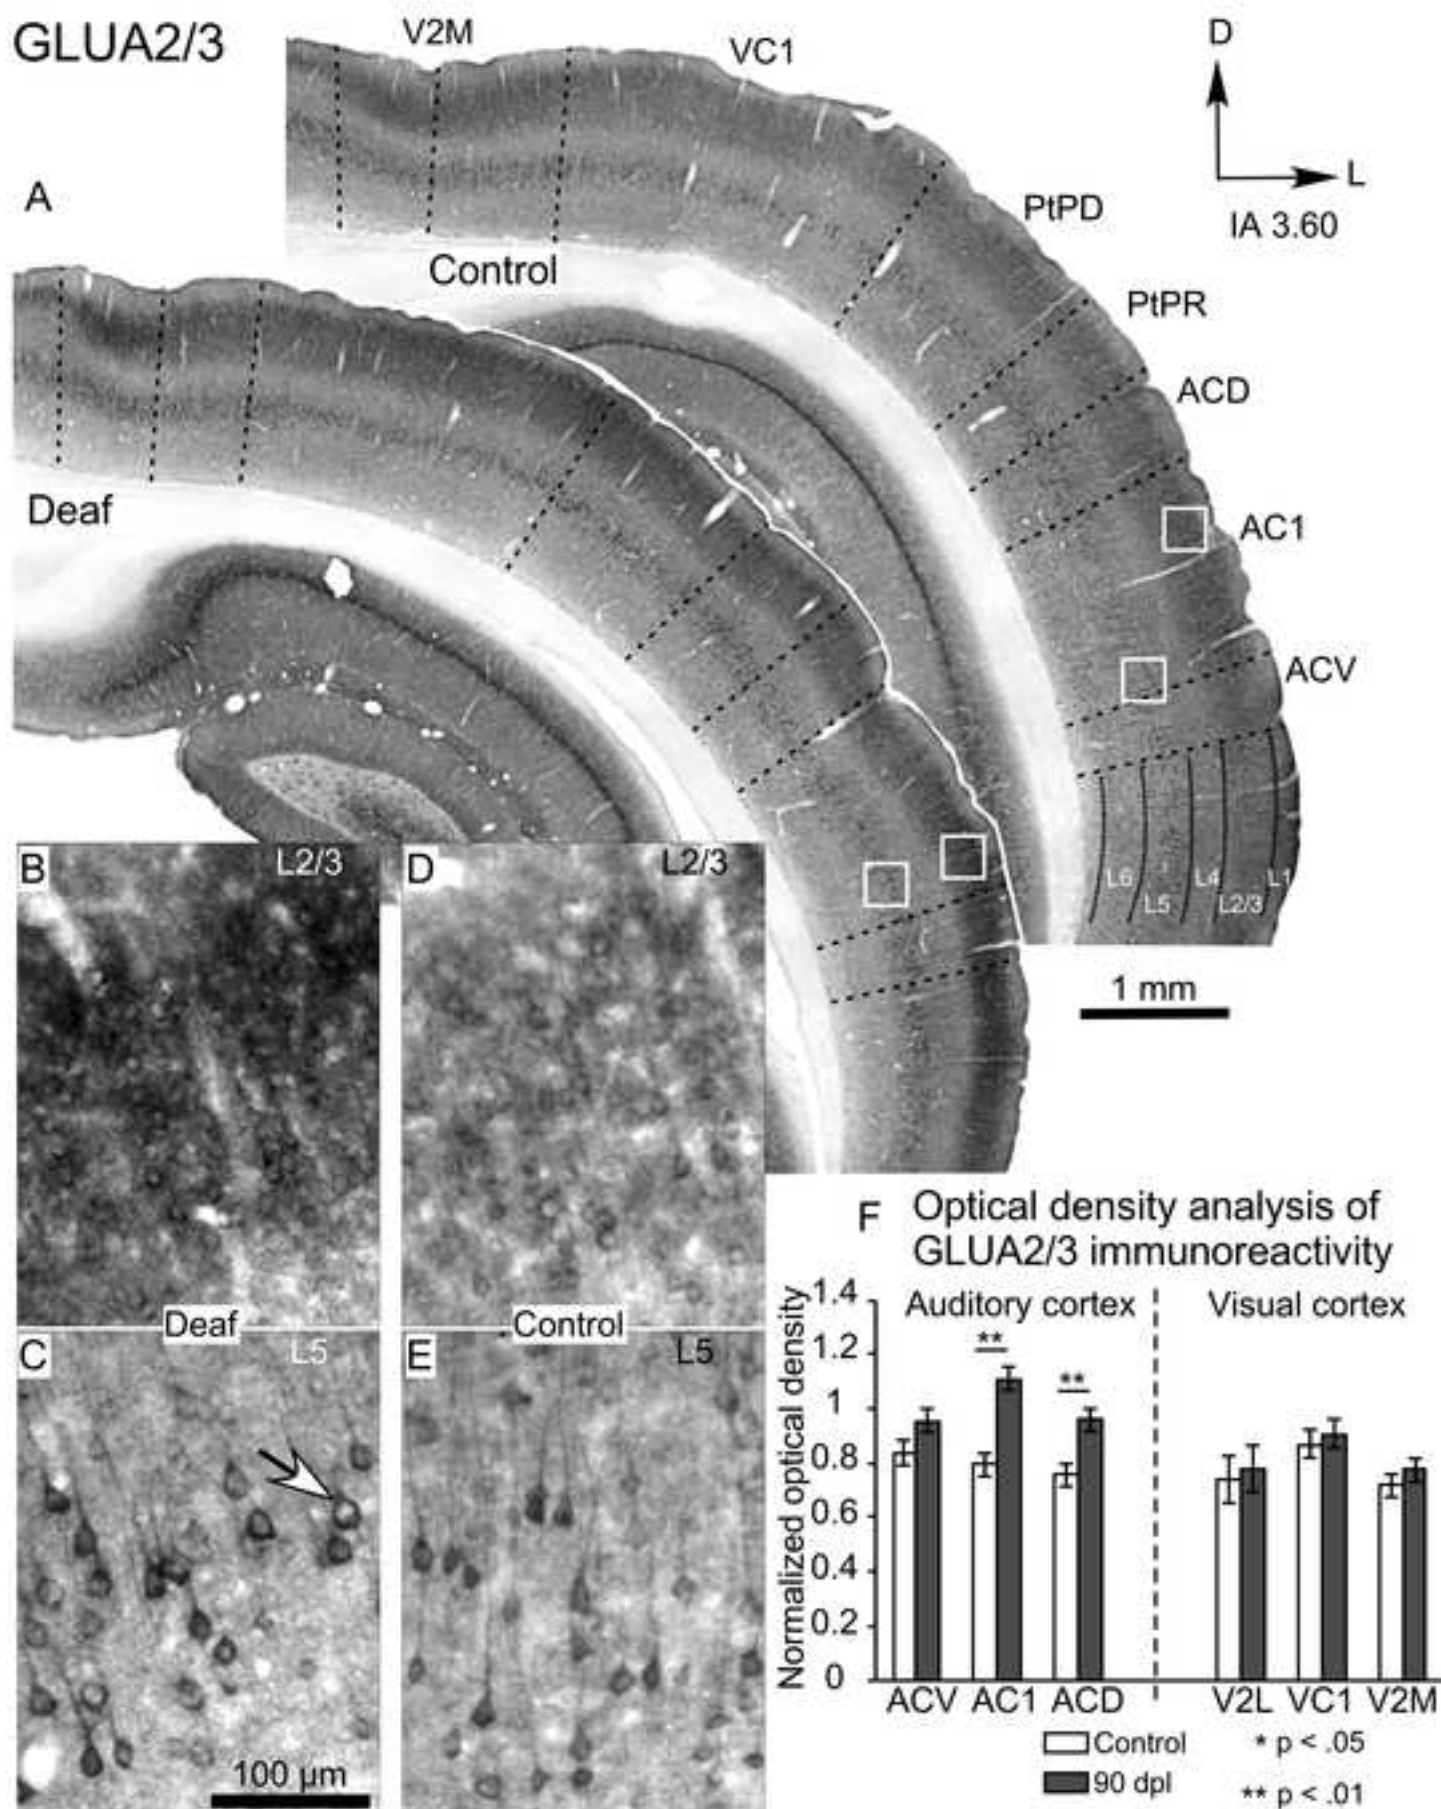 GLUA2/3
V2M
VC1
D
L
IA 3.60
A
PtPD
PtPR
ACD
AC1
ACV
Control
Deaf
L6
L5
L4
L2/3
L1
1 mm
B
L2/3
D
L2/3
Deaf
Control
C
L5
E
L5
100 µm
F
Optical density analysis of
GLUA2/3 immunoreactivity
Auditory cortex
Visual cortex
Normalized optical density
1.4
1.2
1
0.8
0.6
0.4
0.2
0
**
**
ACV AC1 ACD V2L VC1 V2M
Control
* p < .05
90 dpl
** p < .01